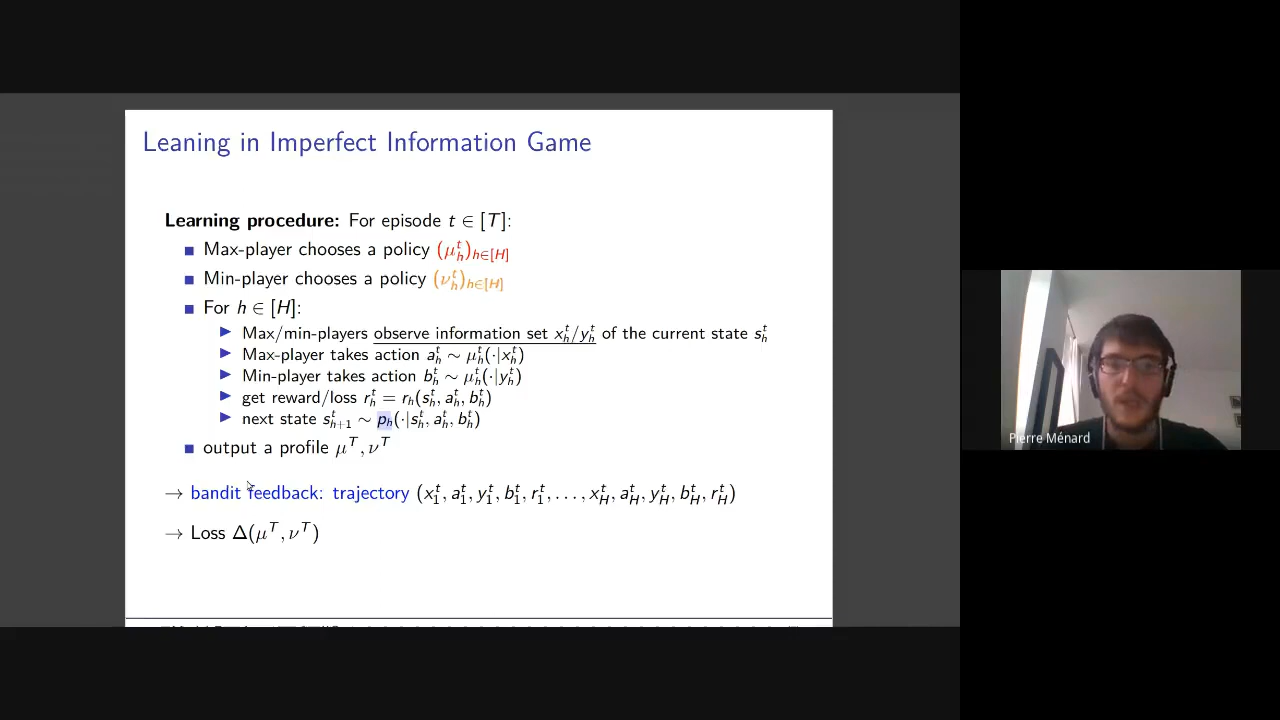 Leaning in Imperfect Information Game
Learning procedure: For episode t ∈ [T]:
Max-player chooses a policy (μ_h^t)_{h∈[H]}
Min-player chooses a policy (ν_h^t)_{h∈[H]}
For h ∈ [H]:
Max/min-players observe information set x_h^t/y_h^t of the current state s_h^t
Max-player takes action a_h^t ∼ μ_h^t(·|x_h^t)
Min-player takes action b_h^t ∼ μ_h^t(·|y_h^t)
get reward/loss r_h^t = r_h(s_h^t, a_h^t, b_h^t)
next state s_{h+1}^t ∼ p_h(·|s_h^t, a_h^t, b_h^t)
output a profile μ^T, ν^T
→ bandit feedback: trajectory (x_1^t, a_1^t, y_1^t, b_1^t, r_1^t, . . . , x_H^t, a_H^t, y_H^t, b_H^t, r_H^t)
→ Loss Δ(μ^T, ν^T)
Pierre Ménard